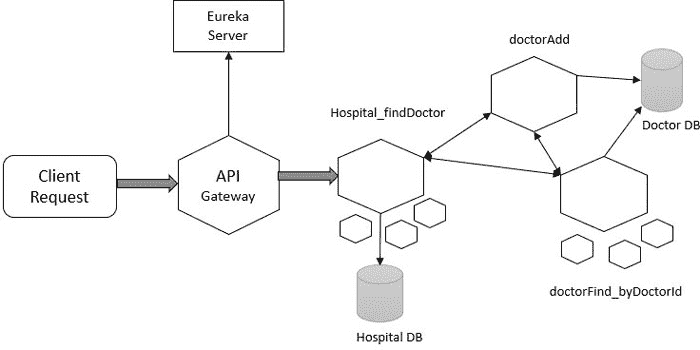 Eureka
Server
doctorAdd
Hospital_findDoctor
Doctor DB
Client
Request
API
Gateway
doctorFind_byDoctorId
Hospital DB